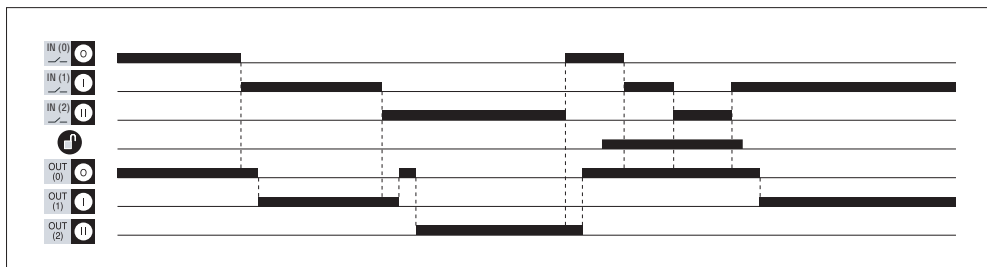 IN (0) O
IN (1) I
IN (2) II
OUT (0) O
OUT (1) I
OUT (2) II